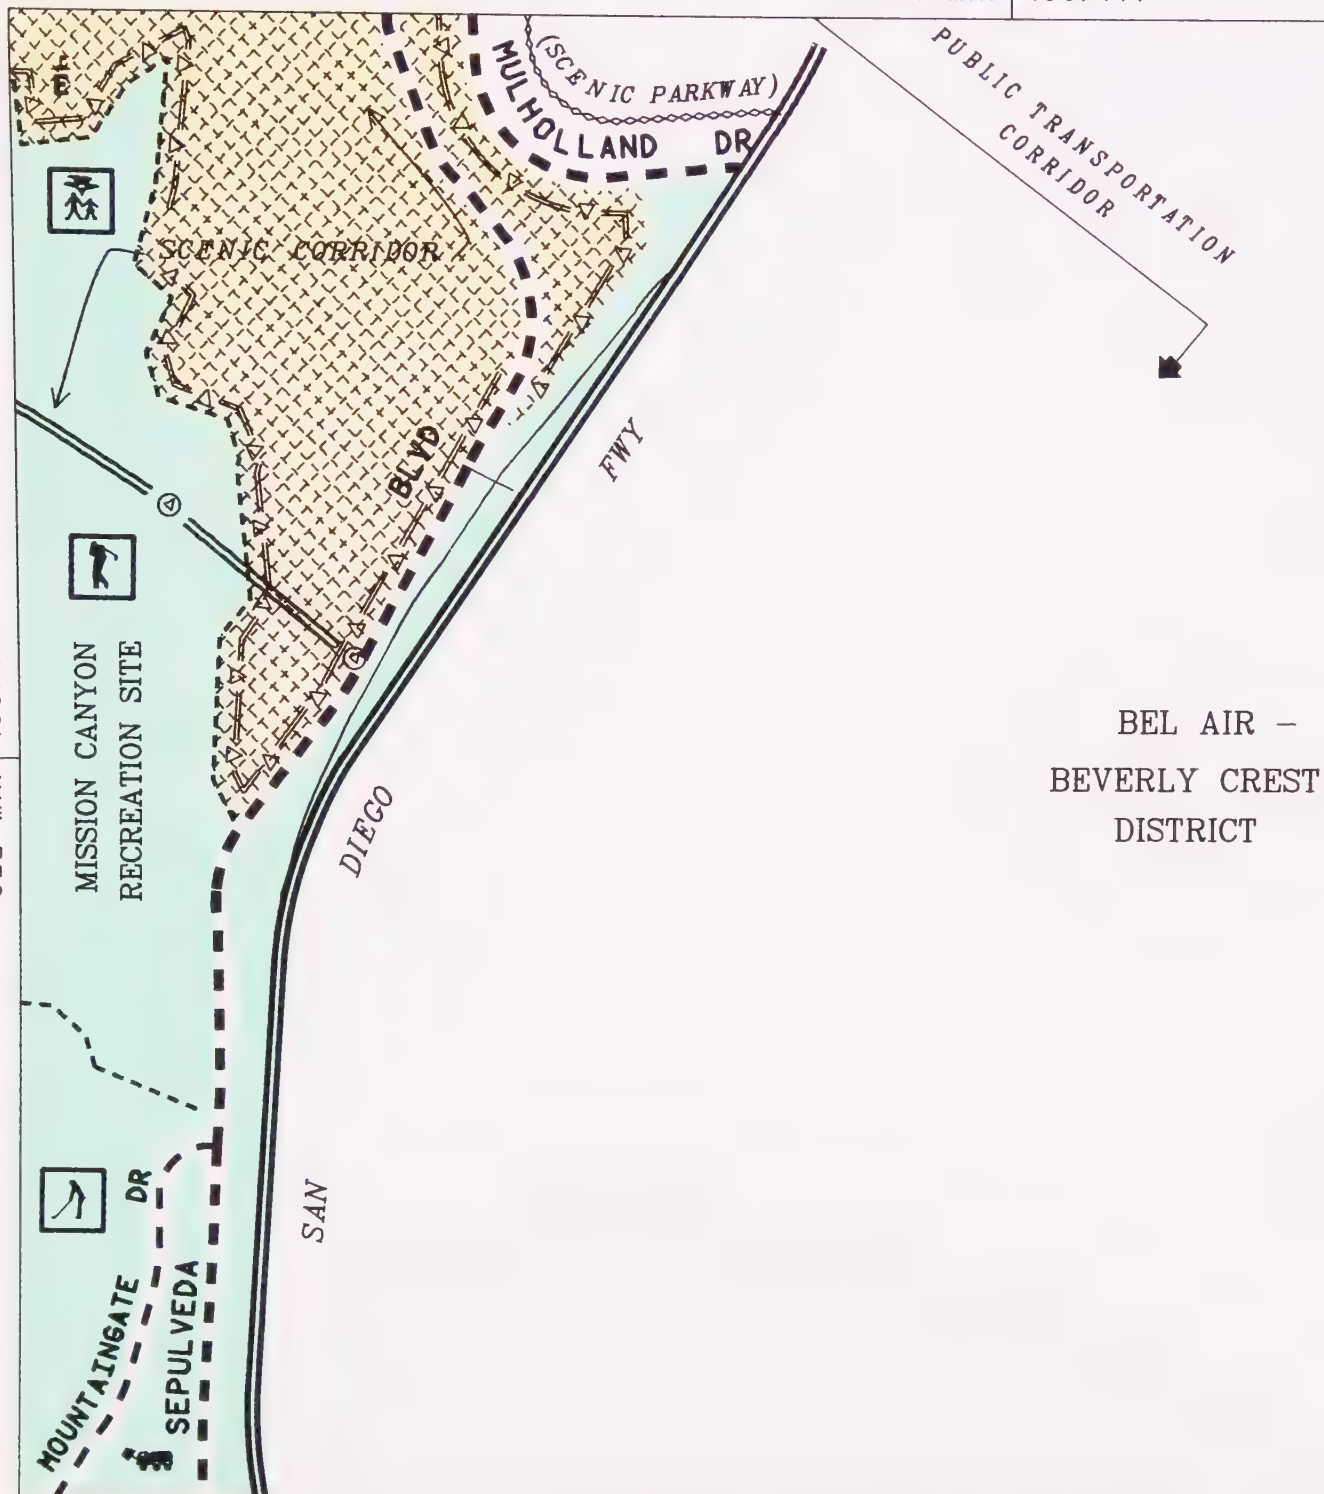 PUBLIC TRANSPORTATION
CORRIDOR
(SCENIC PARKWAY)
MULHOLLAND DR
SCENIC CORRIDOR
BLVD
FWY
MISSION CANYON
RECREATION SITE
BEL AIR –
BEVERLY CREST
DISTRICT
DIEGO
SAN
DR
MOUNTAINGATE
SEPULVEDA